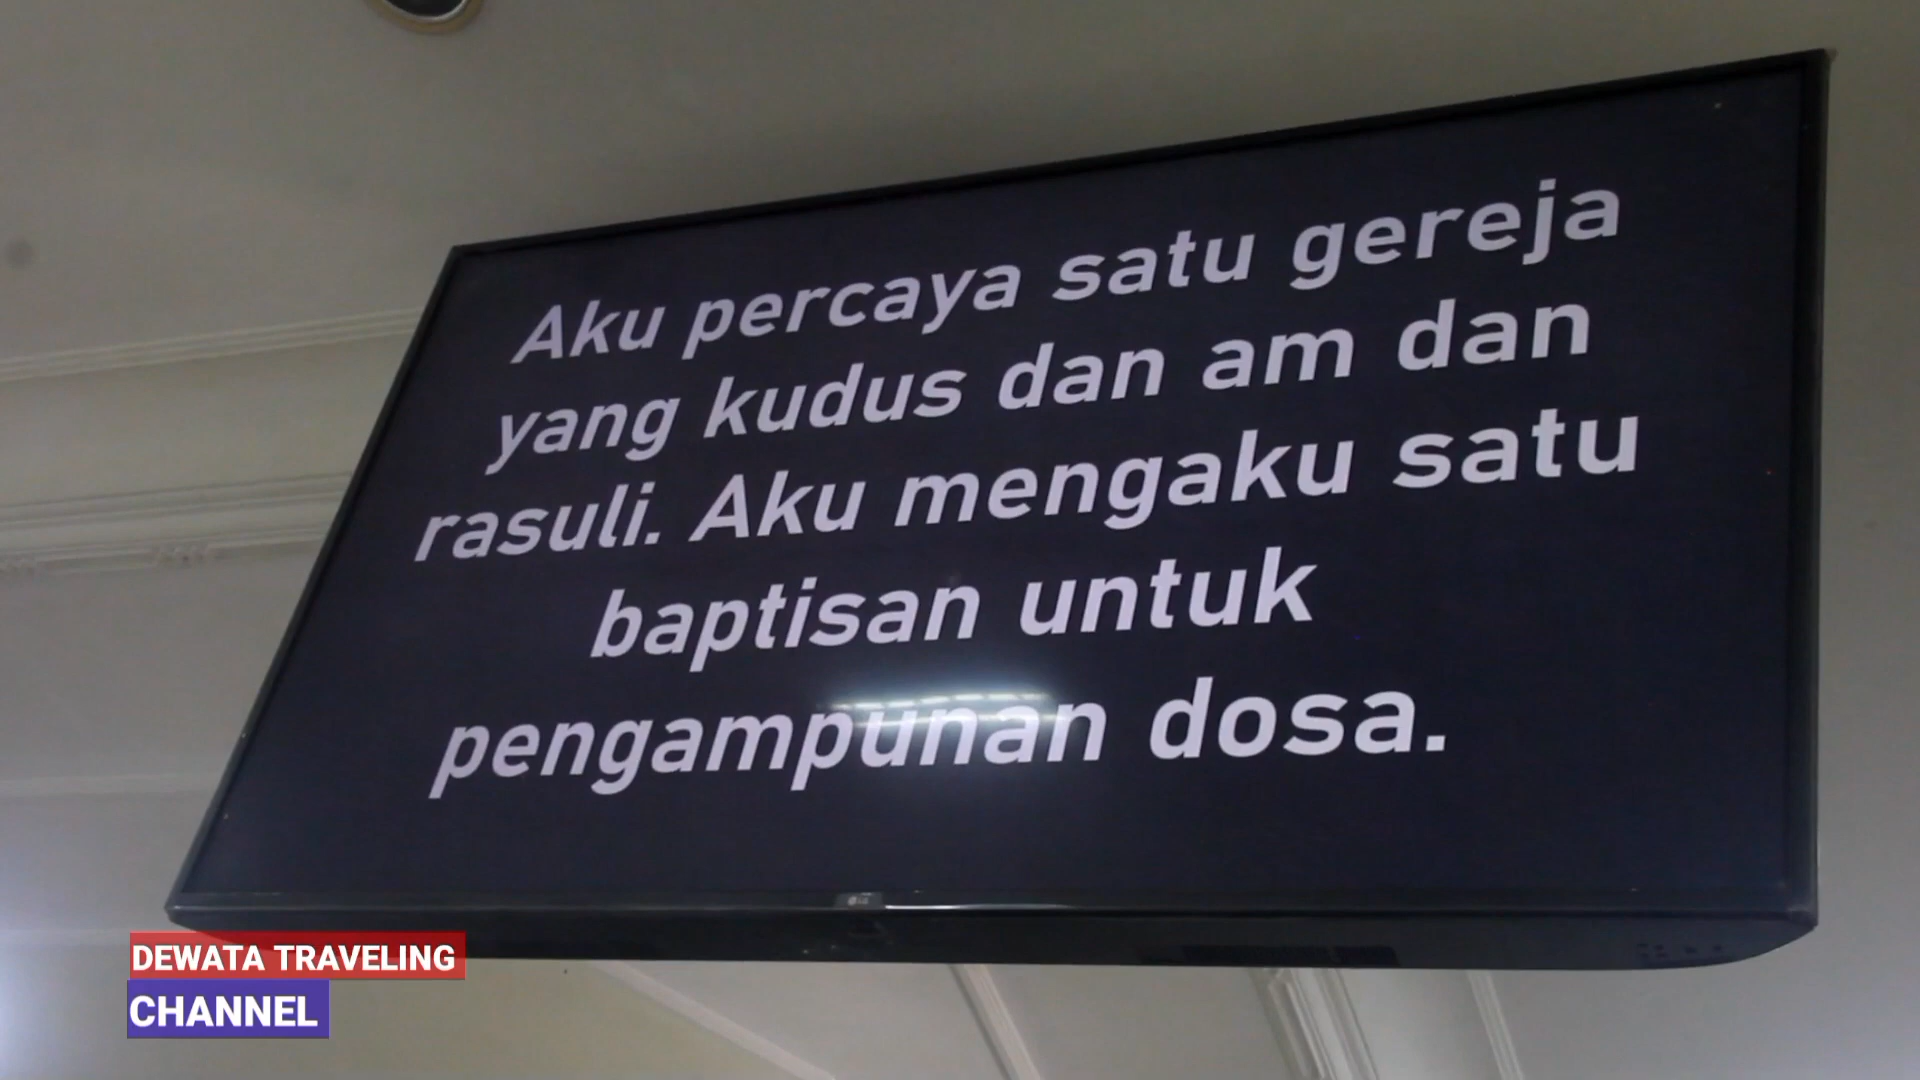 Aku percaya satu gereja
yang kudus dan am dan
rasuli. Aku mengaku satu
baptisan untuk
pengampunan dosa.
LG
DEWATA TRAVELING
CHANNEL